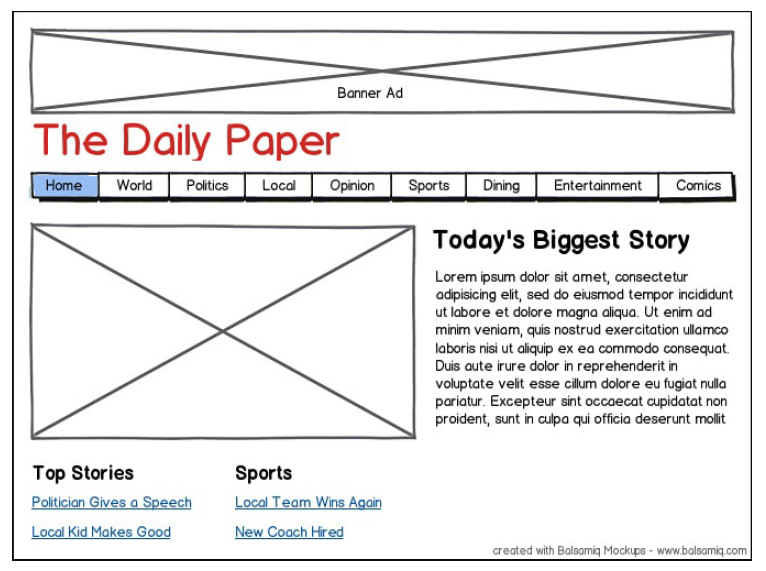 Banner Ad
The Daily Paper
Home World Politics Local Opinion Sports Dining Entertainment Comics
Today's Biggest Story
Lorem ipsum dolor sit amet, consectetur
adipisicing elit, sed do eiusmod tempor incididunt
ut labore et dolore magna aliqua. Ut enim ad
minim veniam, quis nostrud exercitation ullamco
laboris nisi ut aliquip ex ea commodo consequat.
Duis aute irure dolor in reprehenderit in
voluptate velit esse cillum dolore eu fugiat nulla
pariatur. Excepteur sint occaecat cupidatat non
proident, sunt in culpa qui officia deserunt mollit
Top Stories
Politician Gives a Speech
Local Kid Makes Good
Sports
Local Team Wins Again
New Coach Hired
created with Balsamiq Mockups - www.balsamiq.com